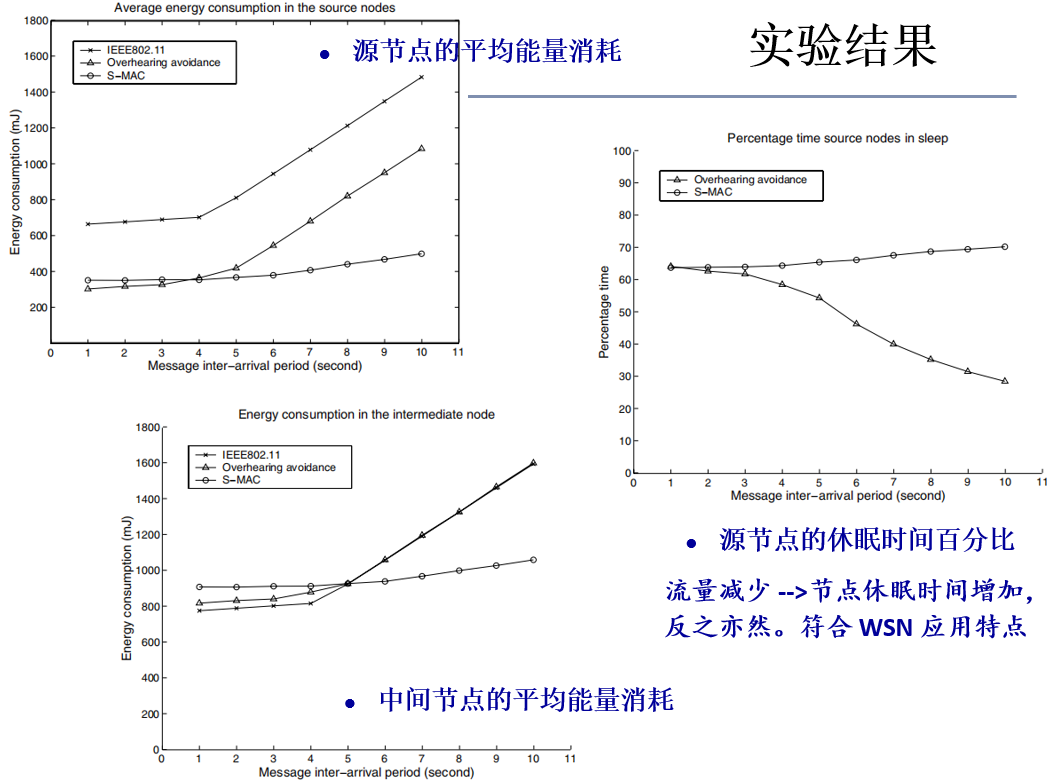 实验结果
Average energy consumption in the source nodes
1800
1600
1400
1200
1000
800
600
400
200
Energy consumption (mJ)
IEEE802.11
Overhearing avoidance
S-MAC
0 1 2 3 4 5 6 7 8 9 10 11
Message inter-arrival period (second)
• 源节点的平均能量消耗
Percentage time source nodes in sleep
100
90
80
70
60
50
40
30
20
10
0
Percentage time
Overhearing avoidance
S-MAC
0 1 2 3 4 5 6 7 8 9 10 11
Message inter-arrival period (second)
• 源节点的休眠时间百分比
流量减少 -->节点休眠时间增加,
反之亦然。符合 WSN 应用特点
Energy consumption in the intermediate node
1800
1600
1400
1200
1000
800
600
400
200
0
Energy consumption (mJ)
IEEE802.11
Overhearing avoidance
S-MAC
0 1 2 3 4 5 6 7 8 9 10 11
Message inter-arrival period (second)
• 中间节点的平均能量消耗